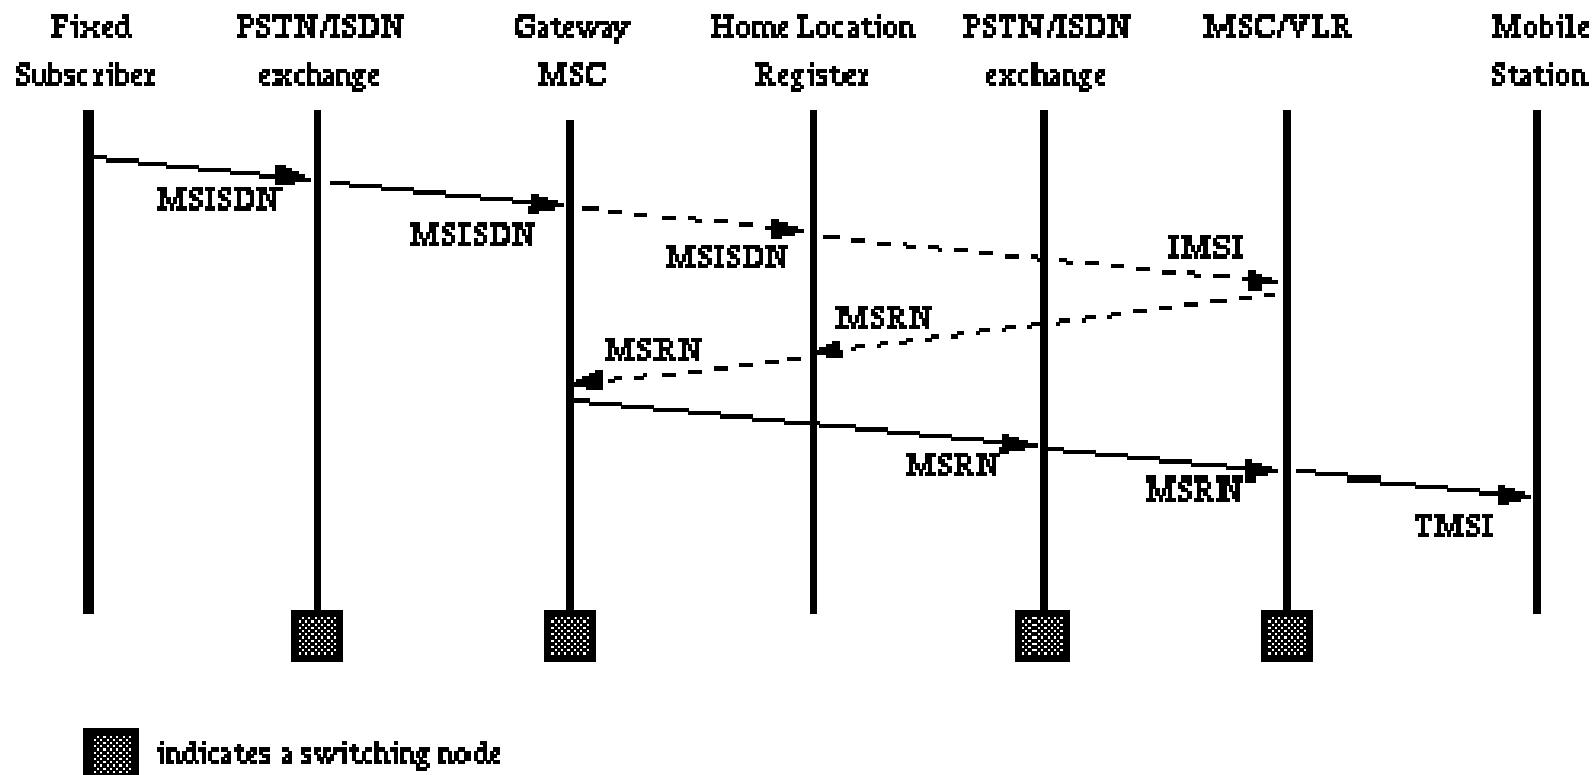 Fixed
Subscriber
PSTN/ISDN
exchange
Gateway
MSC
Home Location
Register
PSTN/ISDN
exchange
MSC/VLR
Mobile
Station
MSISDN
MSISDN
MSISDN
IMSI
MSRN
MSRN
MSRN
MSRN
TMSI
indicates a switching node